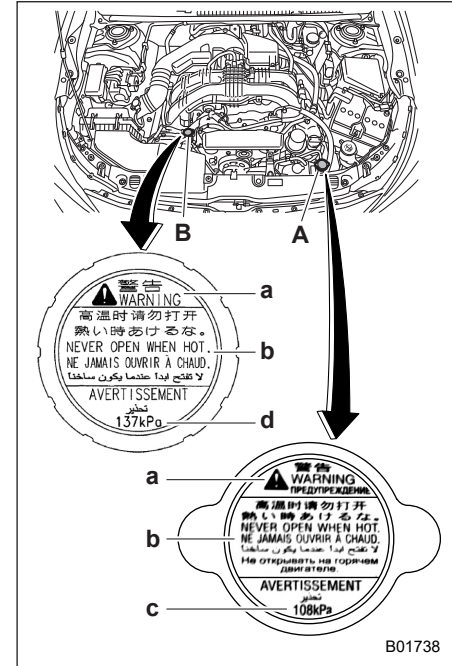 B
A
警告
WARNING
a
高温时请勿打开
熱い時あけるな。
NEVER OPEN WHEN HOT.
b
NE JAMAIS OUVRIR À CHAUD.
لا تفتح ابدا عندما يكون ساخنا
AVERTISSEMENT
تحذير
137kPa
d
a
警告
WARNING
ПРЕДУПРЕЖДЕНИЕ
高温时请勿打开
熱い時あけるな。
NEVER OPEN WHEN HOT.
b
NE JAMAIS OUVRIR À CHAUD.
لا تفتح ابدا عندما يكون ساخنا
Не открывать на горячем
двигателе.
AVERTISSEMENT
تحذير
c
108kPa
B01738